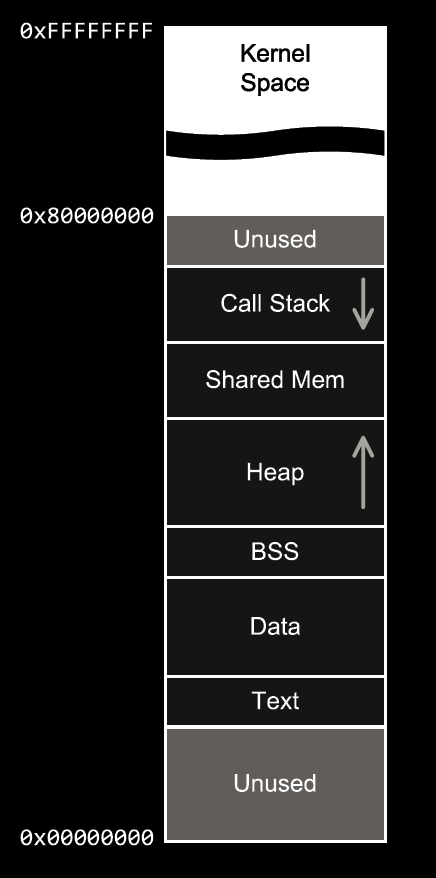 0xFFFFFFFF
Kernel
Space
0x80000000
Unused
Call Stack
Shared Mem
Heap
BSS
Data
Text
Unused
0x00000000